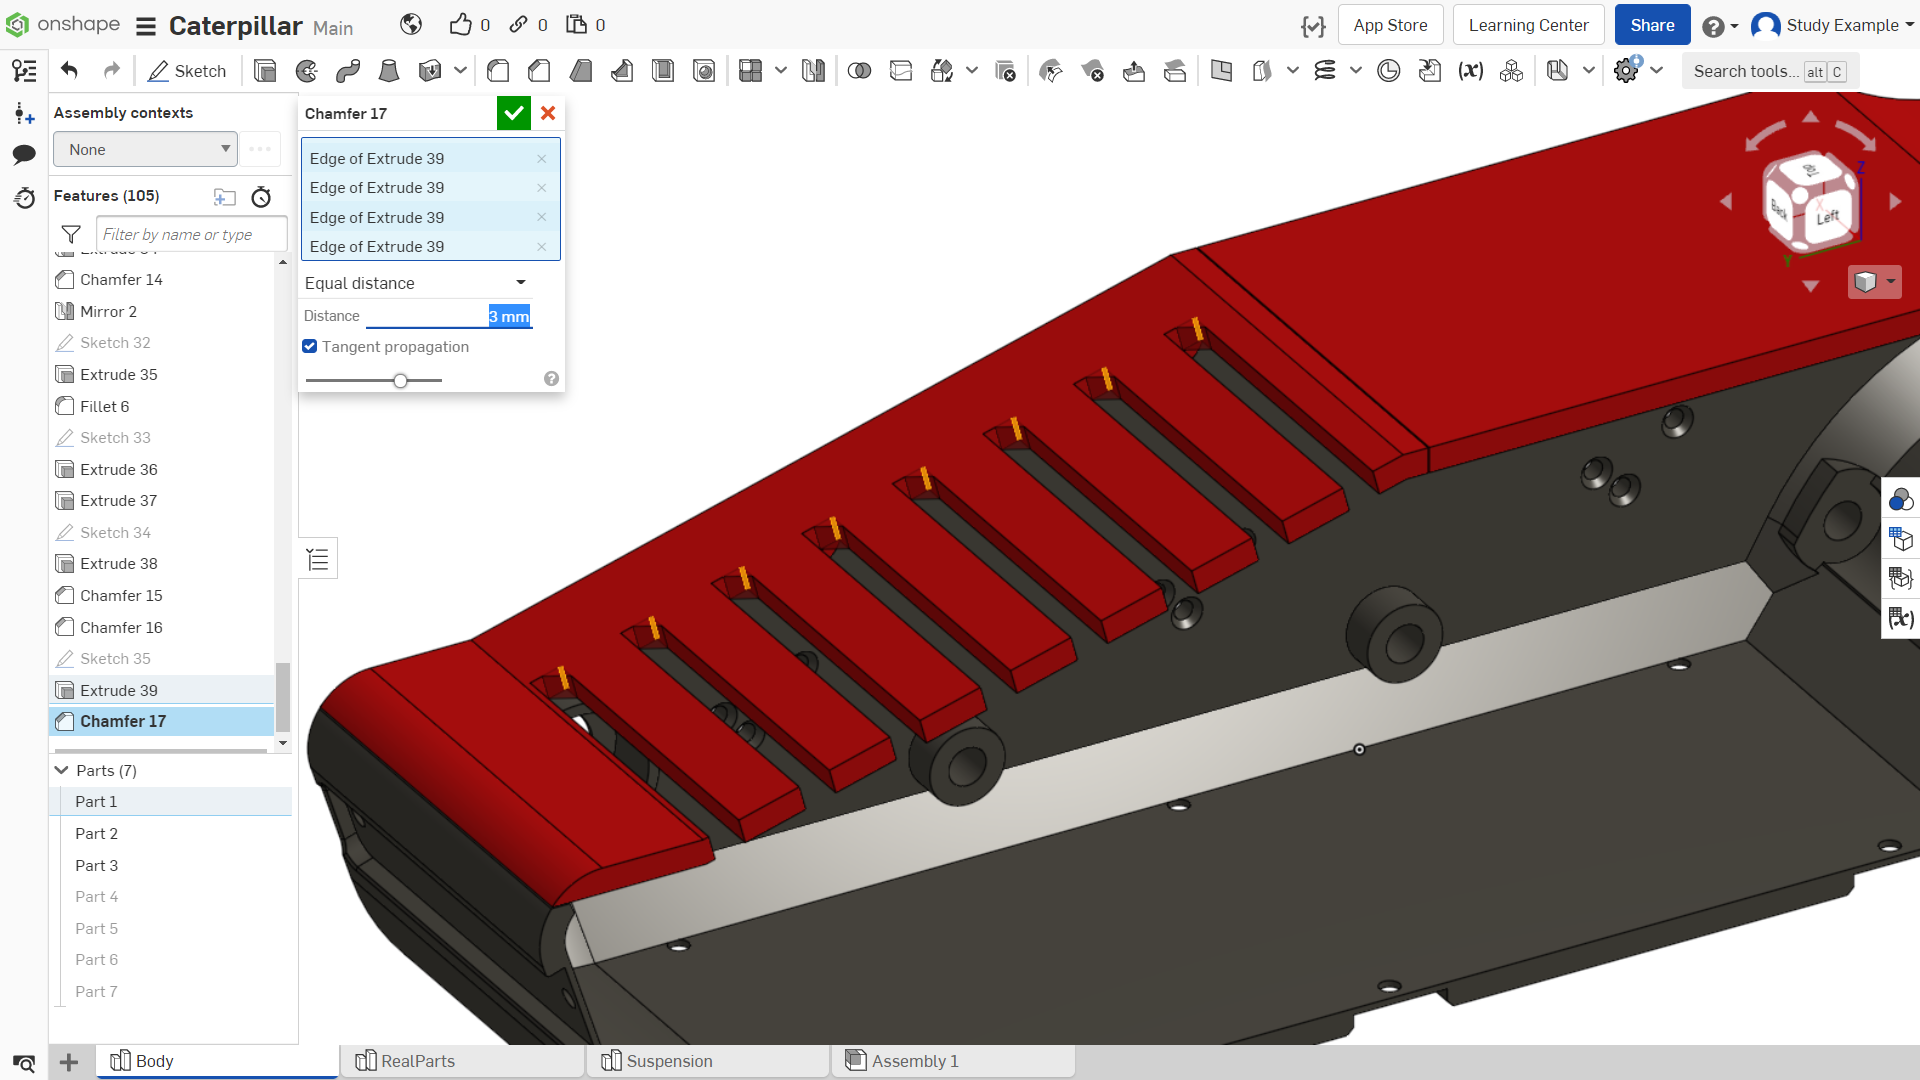 onshape Caterpillar Main 0 0 0 App Store Learning Center Share Study Example
Sketch Search tools... alt C
Assembly contexts
None
Features (105)
Filter by name or type
Chamfer 14
Mirror 2
Sketch 32
Extrude 35
Fillet 6
Sketch 33
Extrude 36
Extrude 37
Sketch 34
Extrude 38
Chamfer 15
Chamfer 16
Sketch 35
Extrude 39
Chamfer 17
Parts (7)
Part 1
Part 2
Part 3
Part 4
Part 5
Part 6
Part 7
Chamfer 17
Edge of Extrude 39
Edge of Extrude 39
Edge of Extrude 39
Edge of Extrude 39
Equal distance
Distance 3 mm
Tangent propagation
Top
Z
Back
X
Left
Y
Body RealParts Suspension Assembly 1